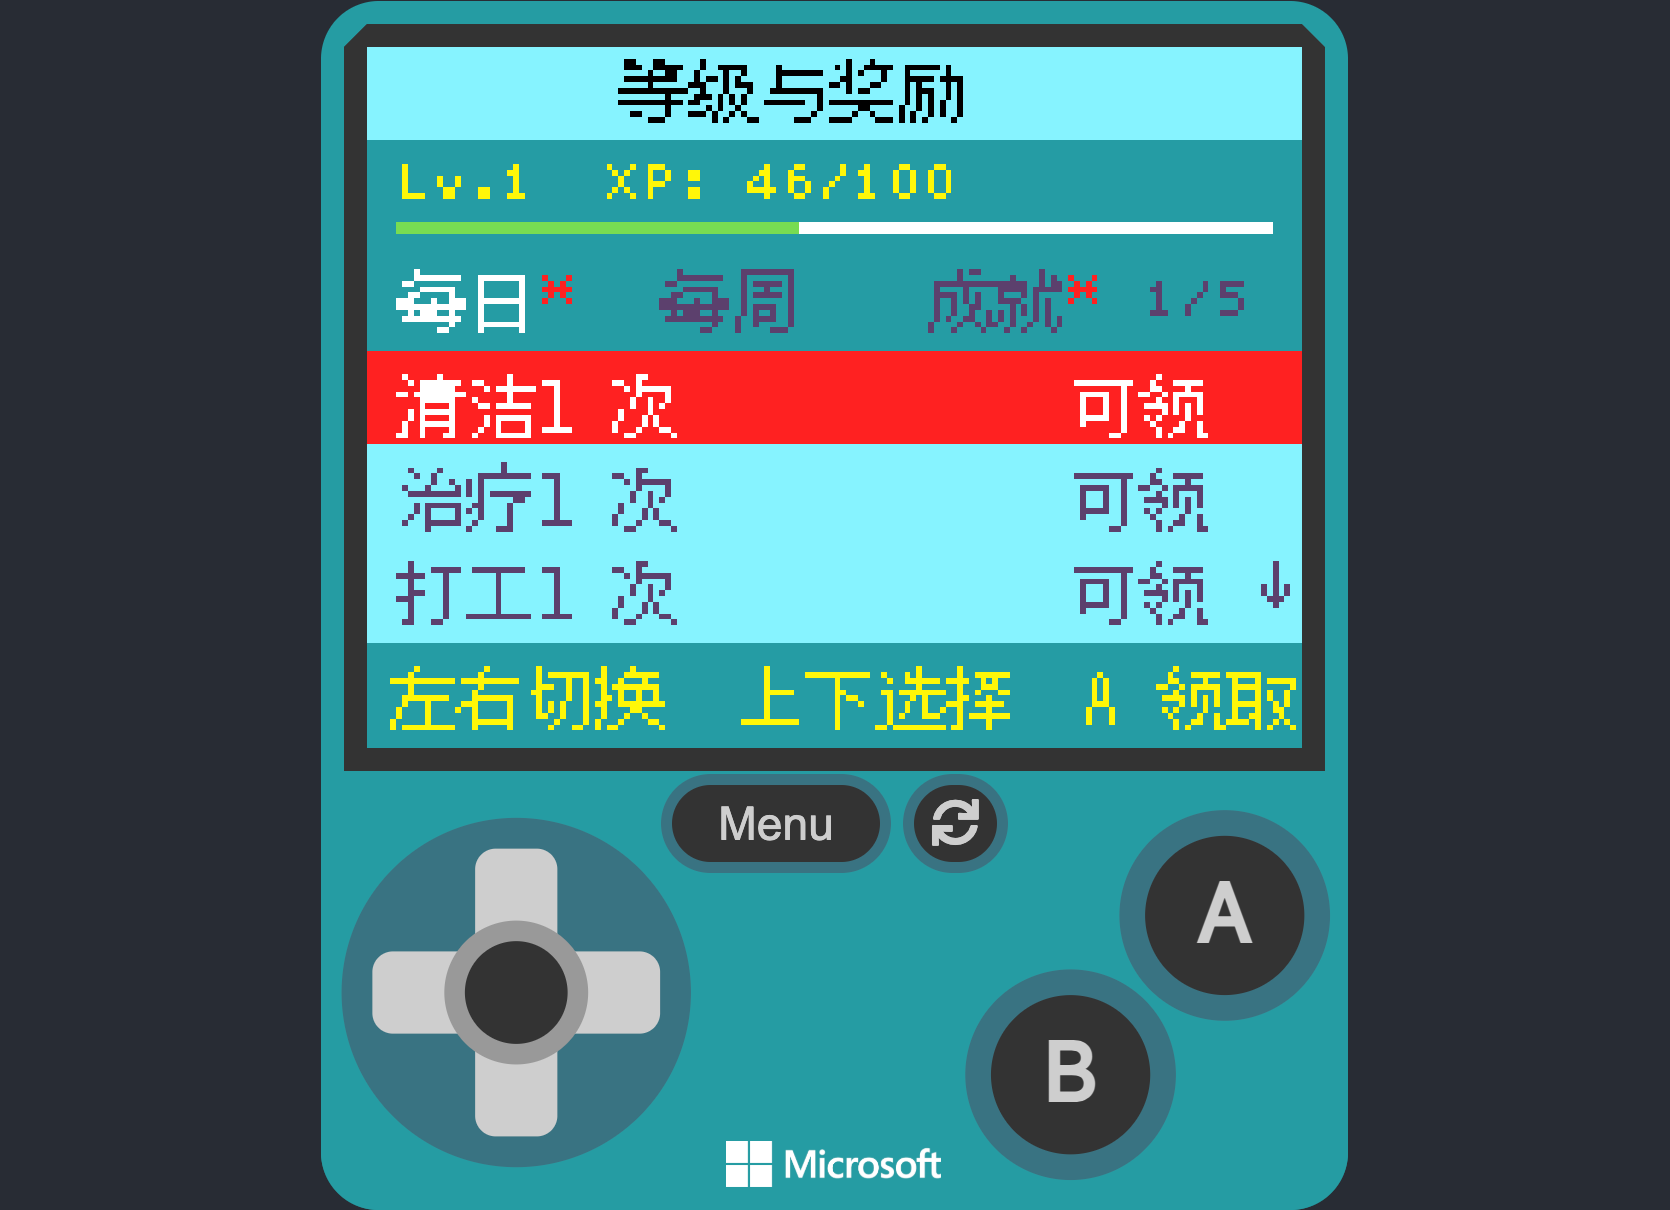 等级与奖励
Lv.1 XP: 46/100
每日* 每周 成就* 1/5
清洁1 次 可领
治疗1 次 可领
打工1 次 可领 ↓
左右切换 上下选择 A 领取
Menu
A
B
Microsoft